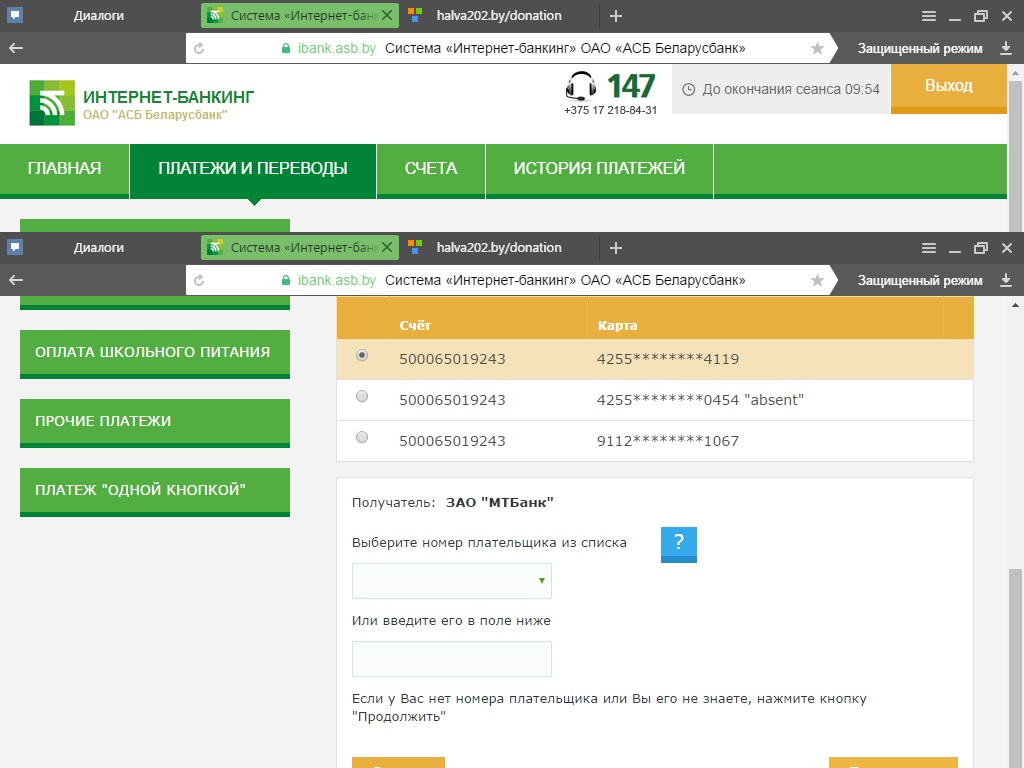 Диалоги
Система «Интернет-банк
halva202.by/donation
ibank.asb.by Система «Интернет-банкинг» ОАО «АСБ Беларусбанк»
Защищенный режим
ИНТЕРНЕТ-БАНКИНГ
ОАО "АСБ Беларусбанк"
147
+375 17 218-84-31
До окончания сеанса 09:54
Выход
ГЛАВНАЯ
ПЛАТЕЖИ И ПЕРЕВОДЫ
СЧЕТА
ИСТОРИЯ ПЛАТЕЖЕЙ
Диалоги
Система «Интернет-банк
halva202.by/donation
ibank.asb.by Система «Интернет-банкинг» ОАО «АСБ Беларусбанк»
Защищенный режим
ОПЛАТА ШКОЛЬНОГО ПИТАНИЯ
ПРОЧИЕ ПЛАТЕЖИ
ПЛАТЕЖ "ОДНОЙ КНОПКОЙ"
Счёт Карта
500065019243 4255********4119
500065019243 4255********0454 "absent"
500065019243 9112********1067
Получатель: ЗАО "МТБанк"
Выберите номер плательщика из списка
?
Или введите его в поле ниже
Если у Вас нет номера плательщика или Вы его не знаете, нажмите кнопку
"Продолжить"